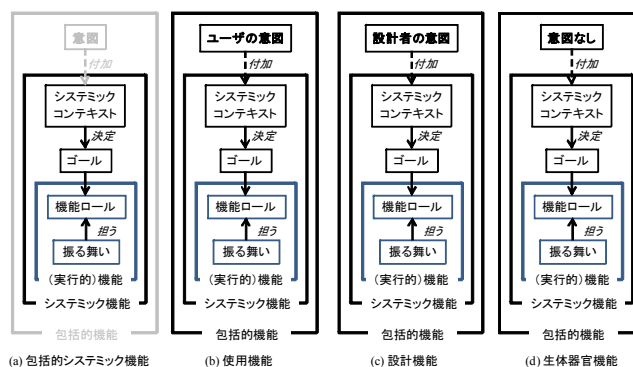 意図
付加
システミック
コンテキスト
決定
ゴール
機能ロール
担う
振る舞い
(実行的)機能
システミック機能
包括的機能
(a) 包括的システミック機能
ユーザの意図
付加
システミック
コンテキスト
決定
ゴール
機能ロール
担う
振る舞い
(実行的)機能
システミック機能
包括的機能
(b) 使用機能
設計者の意図
付加
システミック
コンテキスト
決定
ゴール
機能ロール
担う
振る舞い
(実行的)機能
システミック機能
包括的機能
(c) 設計機能
意図なし
付加
システミック
コンテキスト
決定
ゴール
機能ロール
担う
振る舞い
(実行的)機能
システミック機能
包括的機能
(d) 生体器官機能